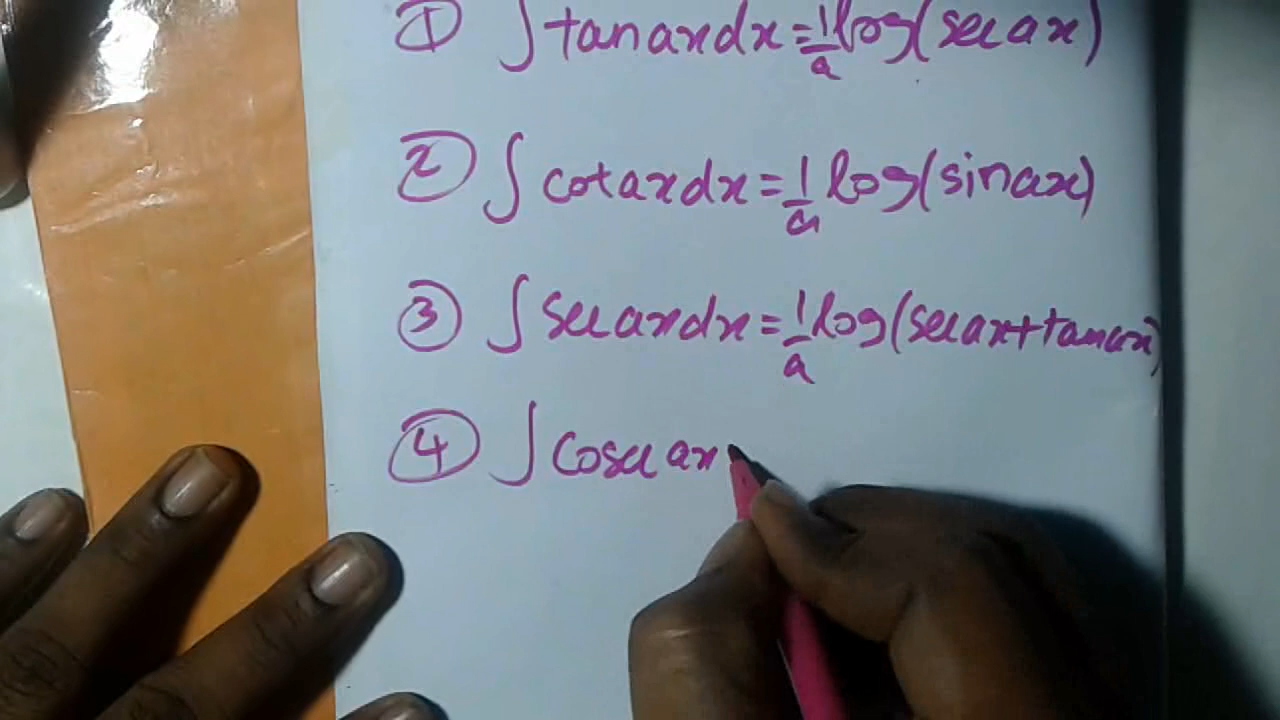 ① ∫tanaxdx=1/a log(secax)
② ∫cotaxdx=1/a log(sinax)
③ ∫secaxdx=1/a log(secax+tanax)
④ ∫cosecax